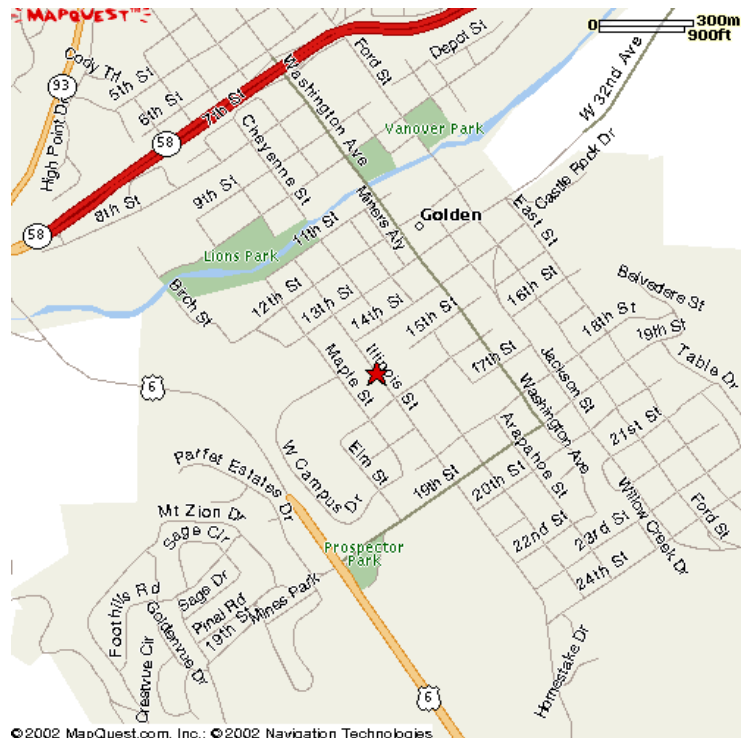 MAPQUEST™
0 300m
900ft
Cody Trl
5th St
6th St
7th St
Ford St
Depot St
W 32nd Ave
93
High Point Dr
58
Washington Ave
Cheyenne St
Vanover Park
8th St
9th St
58
Lions Park
11th St
Miners Aly
Golden
East St
Castle Rock Dr
Birch St
12th St
13th St
14th St
15th St
16th St
Belvedere St
18th St
19th St
Table Dr
Maple St
Illinois St
17th St
Jackson St
Washington Ave
6
Elm St
W Campus Dr
Arapahoe St
21st St
Parfet Estates Dr
19th St
20th St
Willow Creek Dr
Ford St
Mt Zion Dr
Sage Cir
22nd St
23rd St
24th St
Prospector
Park
Foothills Rd
Sage Dr
Pinal Rd
19th St
Mines Park
Goldenvue Dr
Crestvue Cir
Homestake Dr
6
©2002 MapQuest.com, Inc.; ©2002 Navigation Technologies